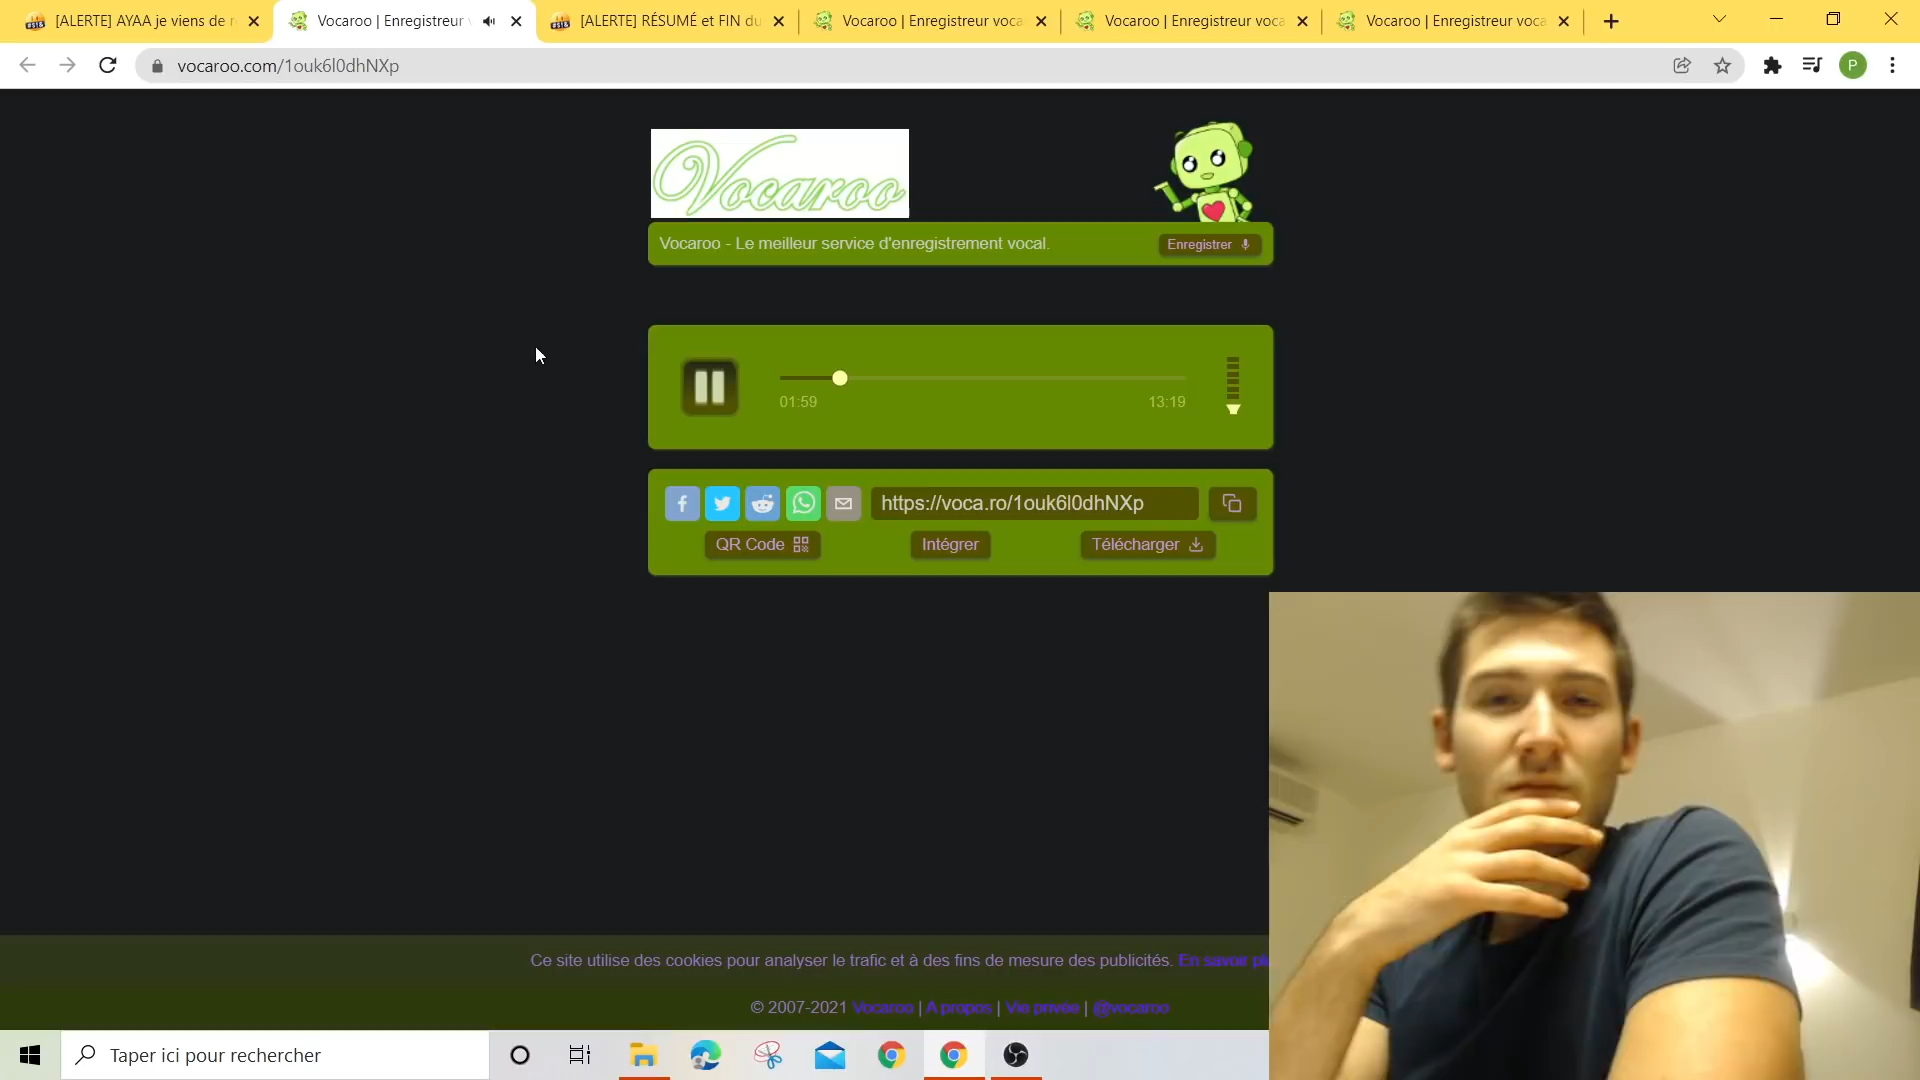 [ALERTE] AYAA je viens de r
Vocaroo | Enregistreur v
[ALERTE] RÉSUMÉ et FIN du
Vocaroo | Enregistreur voca
Vocaroo | Enregistreur voca
Vocaroo | Enregistreur voca
vocaroo.com/1ouk6l0dhNXp
P
Vocaroo
Vocaroo - Le meilleur service d'enregistrement vocal.
Enregistrer
01:59
13:19
https://voca.ro/1ouk6l0dhNXp
QR Code
Intégrer
Télécharger
Ce site utilise des cookies pour analyser le trafic et à des fins de mesure des publicités. En savoir plu
© 2007-2021 Vocaroo | A propos | Vie privée | @vocaroo
Taper ici pour rechercher